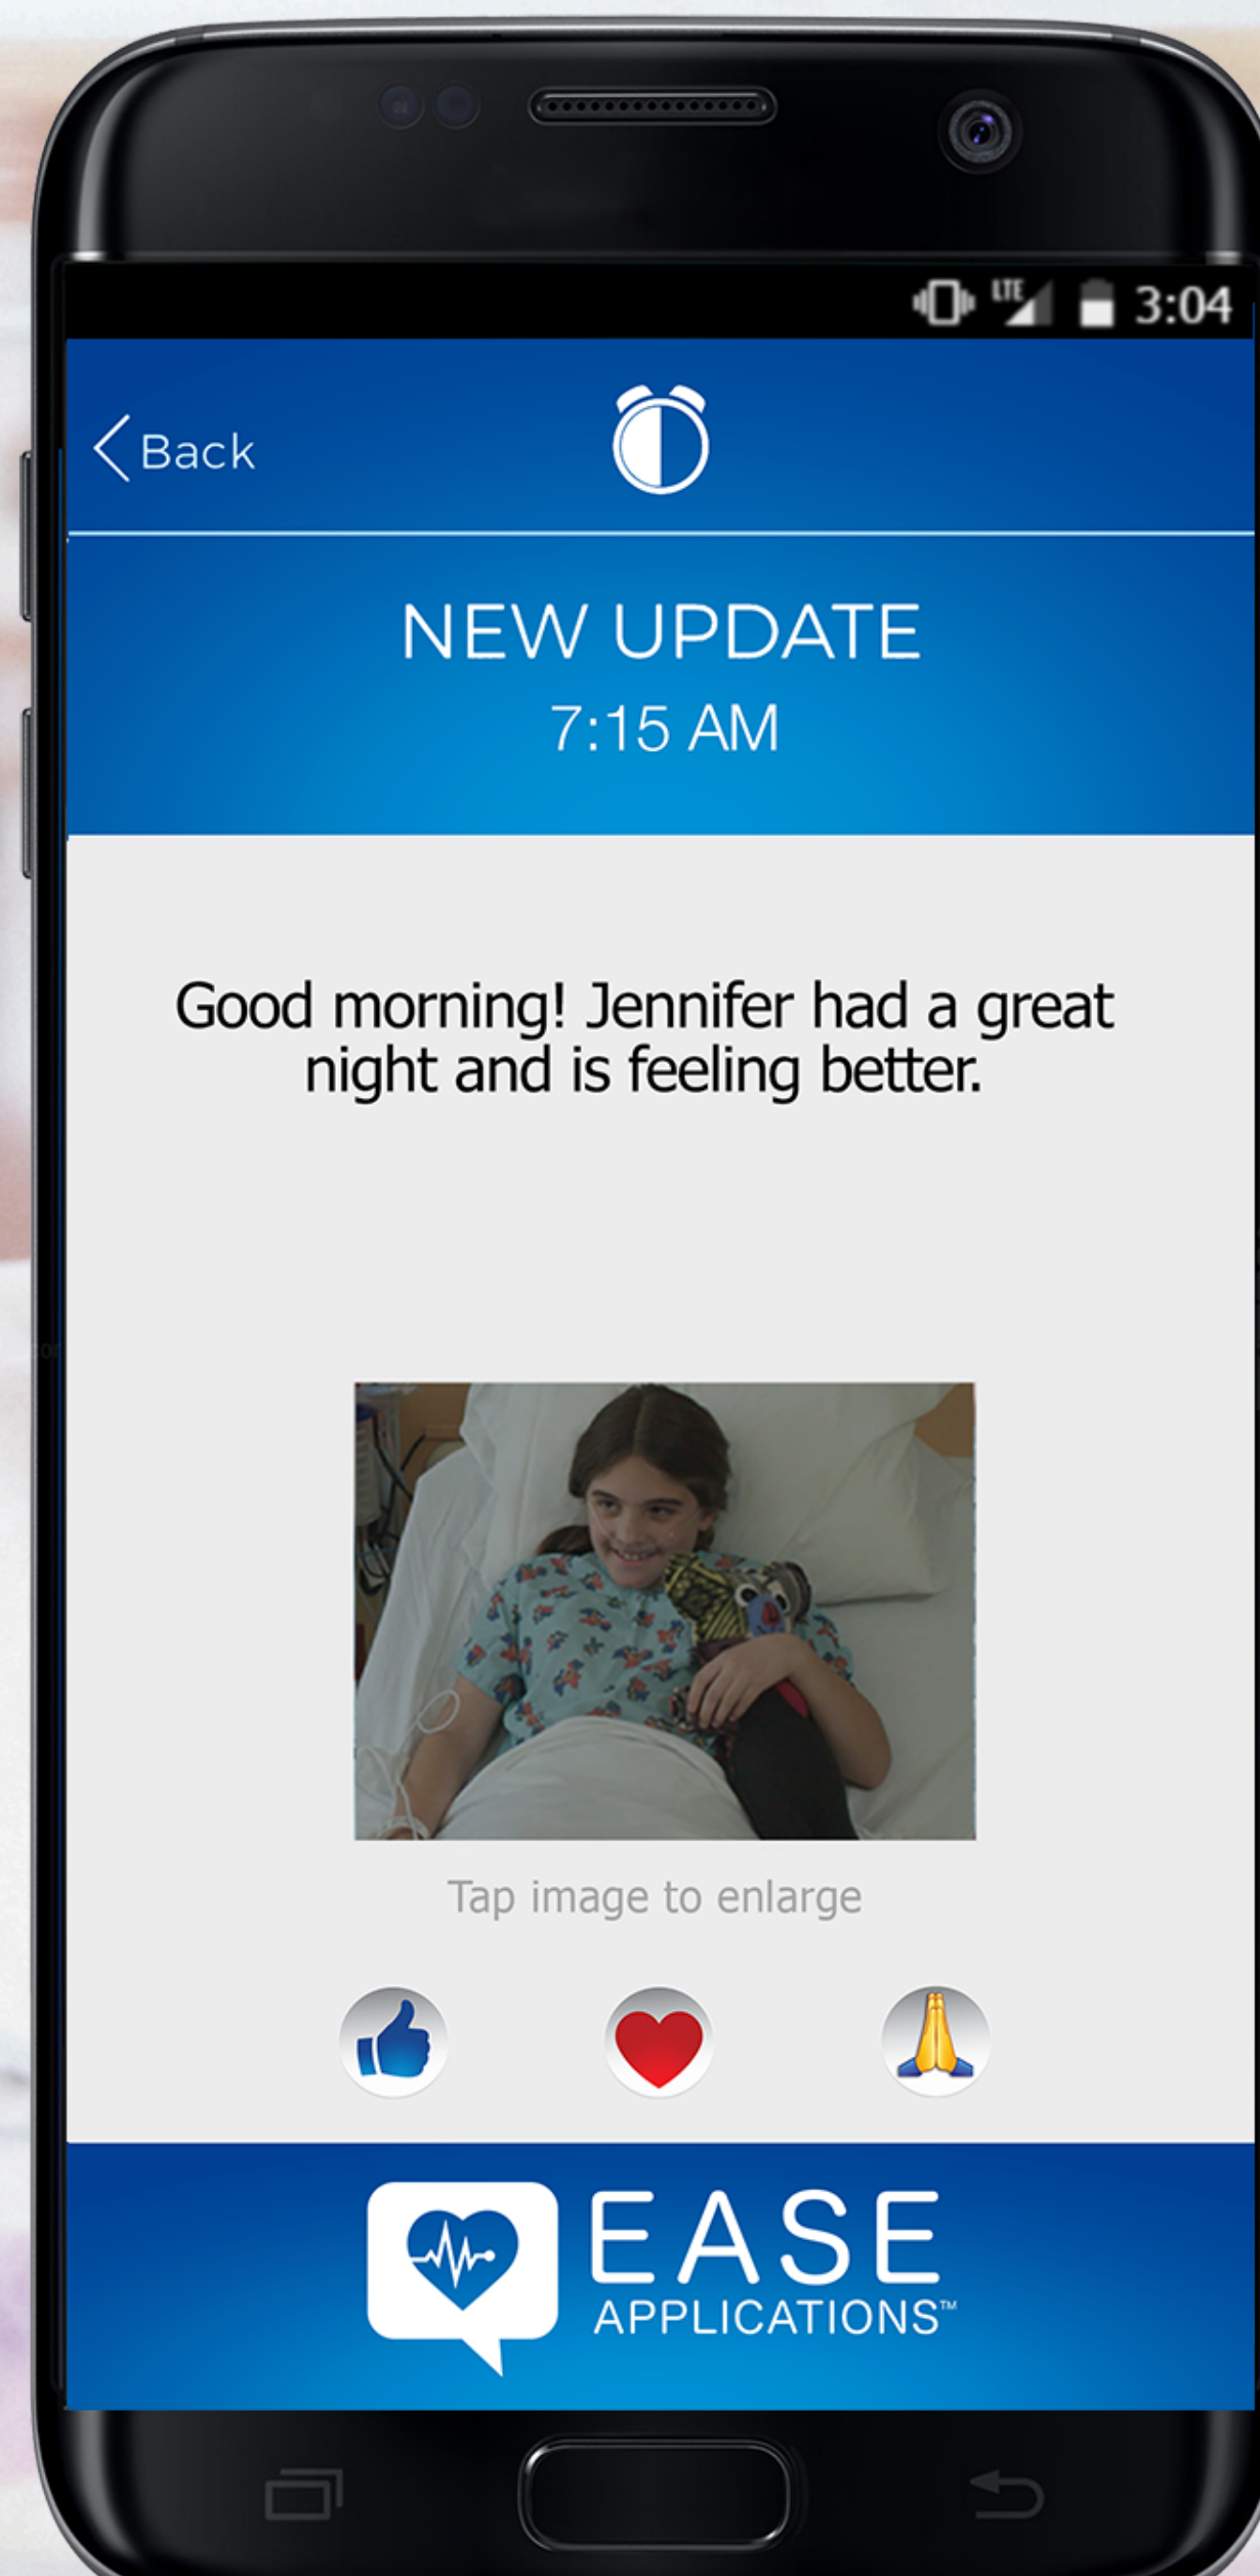 LTE 3:04
Back
NEW UPDATE
7:15 AM
Good morning! Jennifer had a great
night and is feeling better.
Tap image to enlarge
EASE
APPLICATIONS™